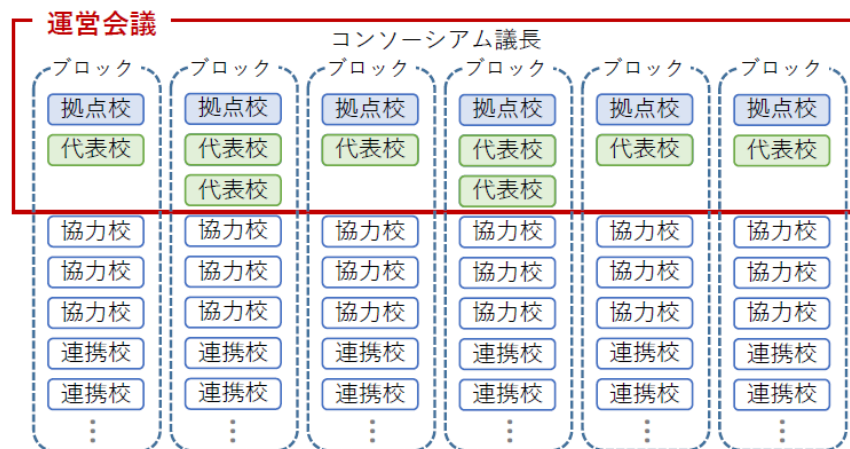 運営会議
コンソーシアム議長
ブロック ブロック ブロック ブロック ブロック ブロック
拠点校 拠点校 拠点校 拠点校 拠点校 拠点校
代表校 代表校 代表校 代表校 代表校 代表校
代表校 代表校
協力校 協力校 協力校 協力校 協力校 協力校
協力校 協力校 協力校 協力校 協力校 協力校
協力校 協力校 協力校 協力校 協力校 協力校
連携校 連携校 連携校 連携校 連携校 連携校
連携校 連携校 連携校 連携校 連携校 連携校
⋮ ⋮ ⋮ ⋮ ⋮ ⋮